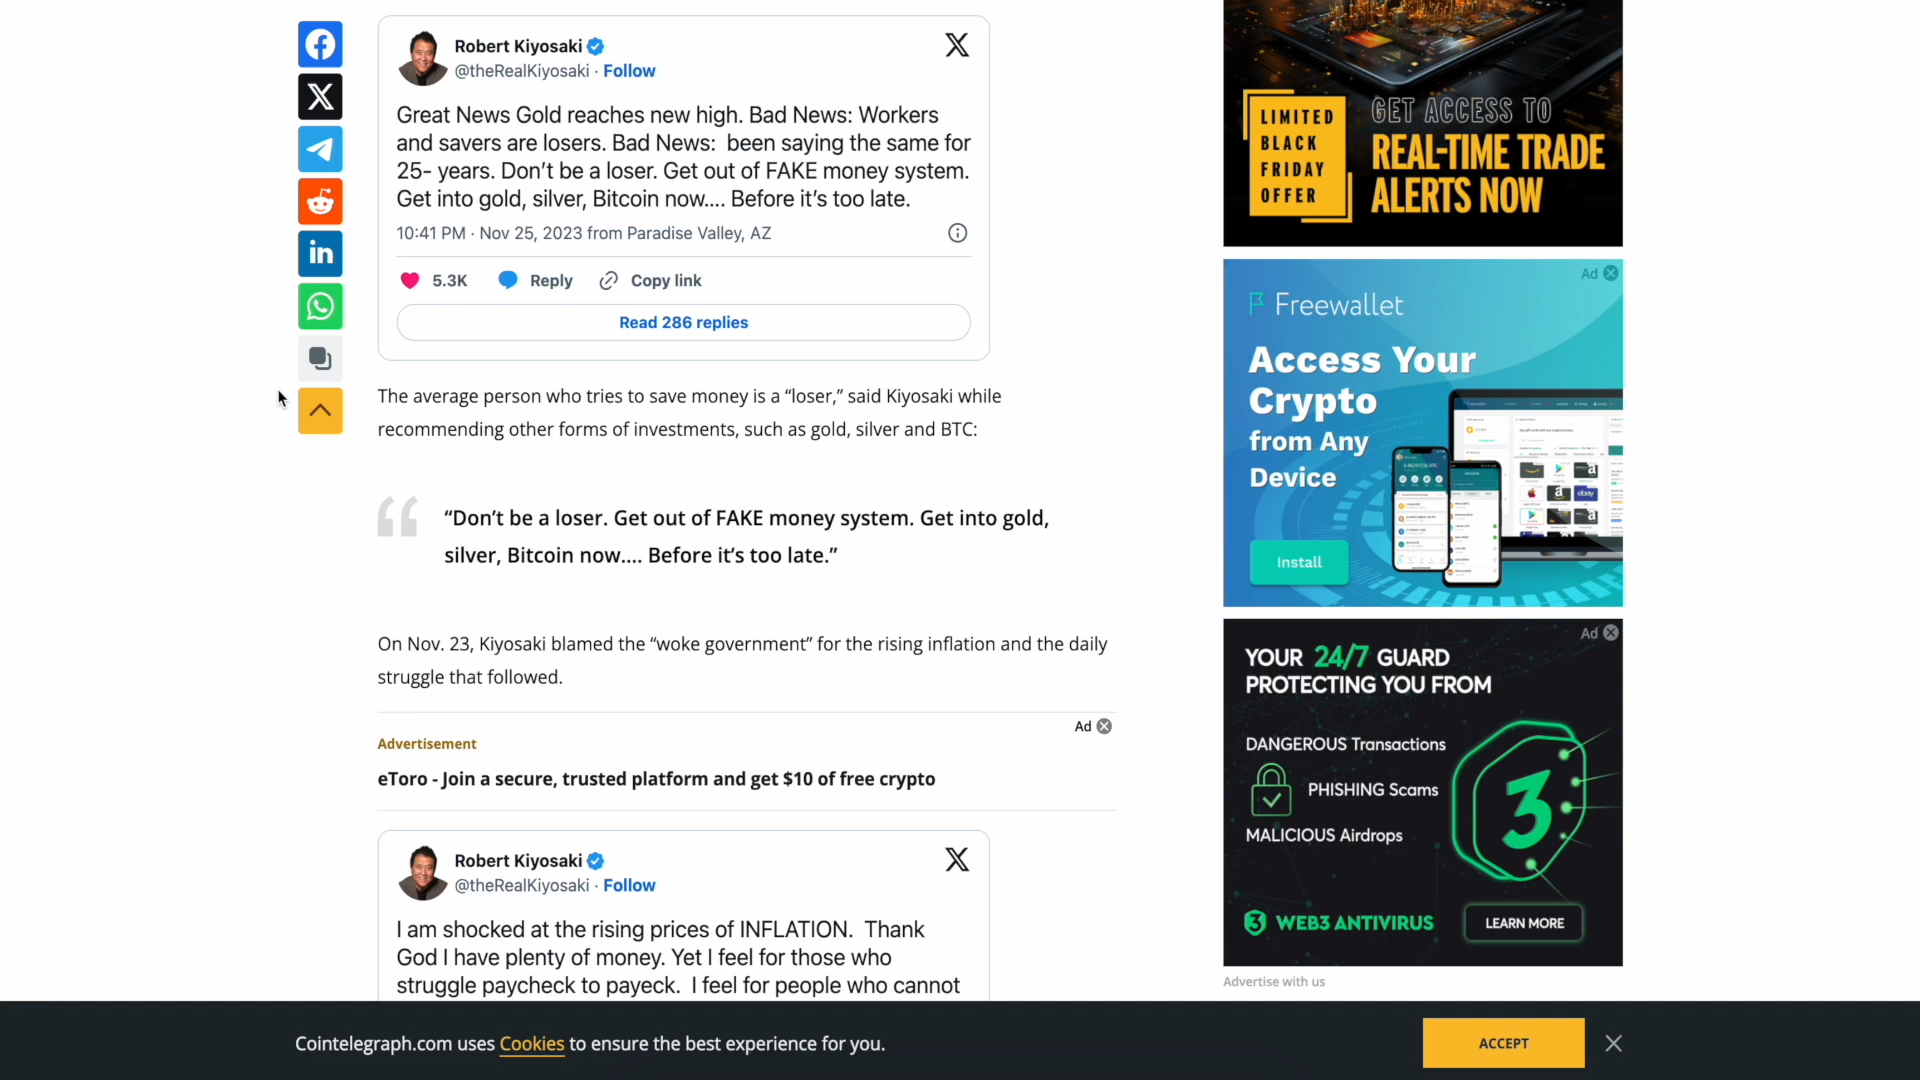 Robert Kiyosaki
@theRealKiyosaki · Follow
Great News Gold reaches new high. Bad News: Workers
and savers are losers. Bad News:  been saying the same for
25- years. Don’t be a loser. Get out of FAKE money system.
Get into gold, silver, Bitcoin now.... Before it’s too late.
10:41 PM · Nov 25, 2023 from Paradise Valley, AZ
5.3K Reply Copy link
Read 286 replies
The average person who tries to save money is a “loser,” said Kiyosaki while
recommending other forms of investments, such as gold, silver and BTC:
“Don’t be a loser. Get out of FAKE money system. Get into gold,
silver, Bitcoin now.... Before it’s too late.”
On Nov. 23, Kiyosaki blamed the “woke government” for the rising inflation and the daily
struggle that followed.
Ad
Advertisement
eToro - Join a secure, trusted platform and get $10 of free crypto
Robert Kiyosaki
@theRealKiyosaki · Follow
I am shocked at the rising prices of INFLATION.  Thank
God I have plenty of money. Yet I feel for those who
struggle paycheck to payeck.  I feel for people who cannot
LIMITED
BLACK
FRIDAY
OFFER
GET ACCESS TO
REAL-TIME TRADE
ALERTS NOW
Ad
Freewallet
Access Your
Crypto
from Any
Device
Install
Ad
YOUR 24/7 GUARD
PROTECTING YOU FROM
DANGEROUS Transactions
PHISHING Scams
MALICIOUS Airdrops
3
WEB3 ANTIVIRUS
LEARN MORE
Advertise with us
Cointelegraph.com uses Cookies to ensure the best experience for you.
ACCEPT